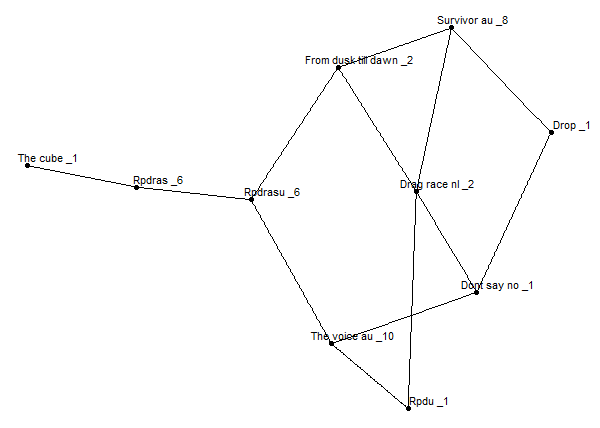 Survivor au _8
From dusk till dawn _2
Drop _1
The cube _1
Rpdras _6
Rpdrasu _6
Drag race nl _2
Dont say no _1
The voice au _10
Rpdu _1